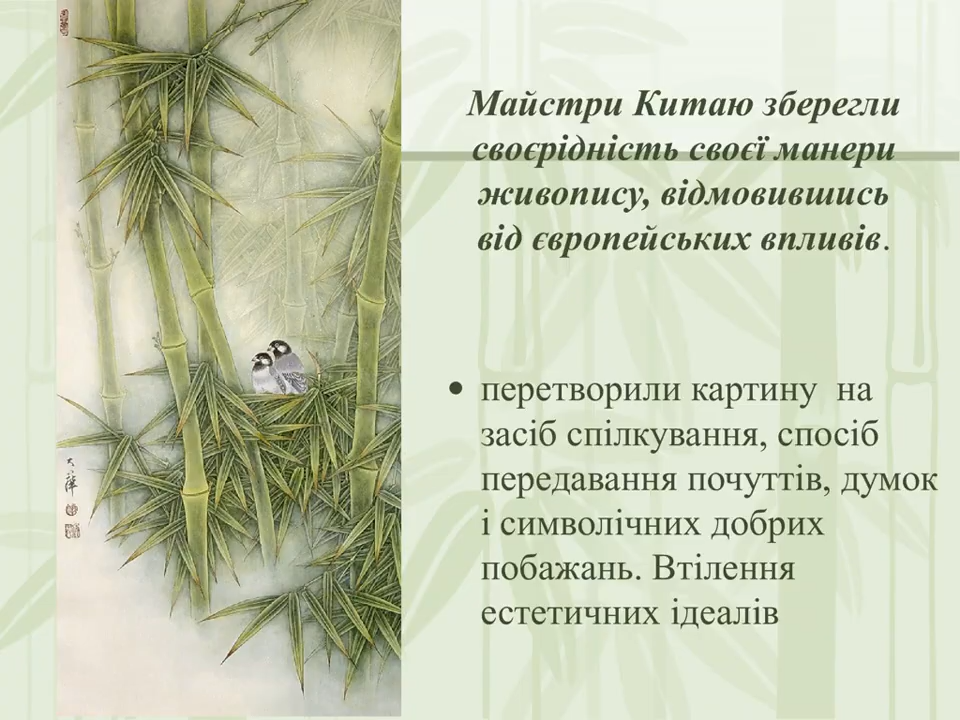 Майстри Китаю зберегли
своєрідність своєї манери
живопису, відмовившись
від європейських впливів.
• перетворили картину на
засіб спілкування, спосіб
передавання почуттів, думок
і символічних добрих
побажань. Втілення
естетичних ідеалів